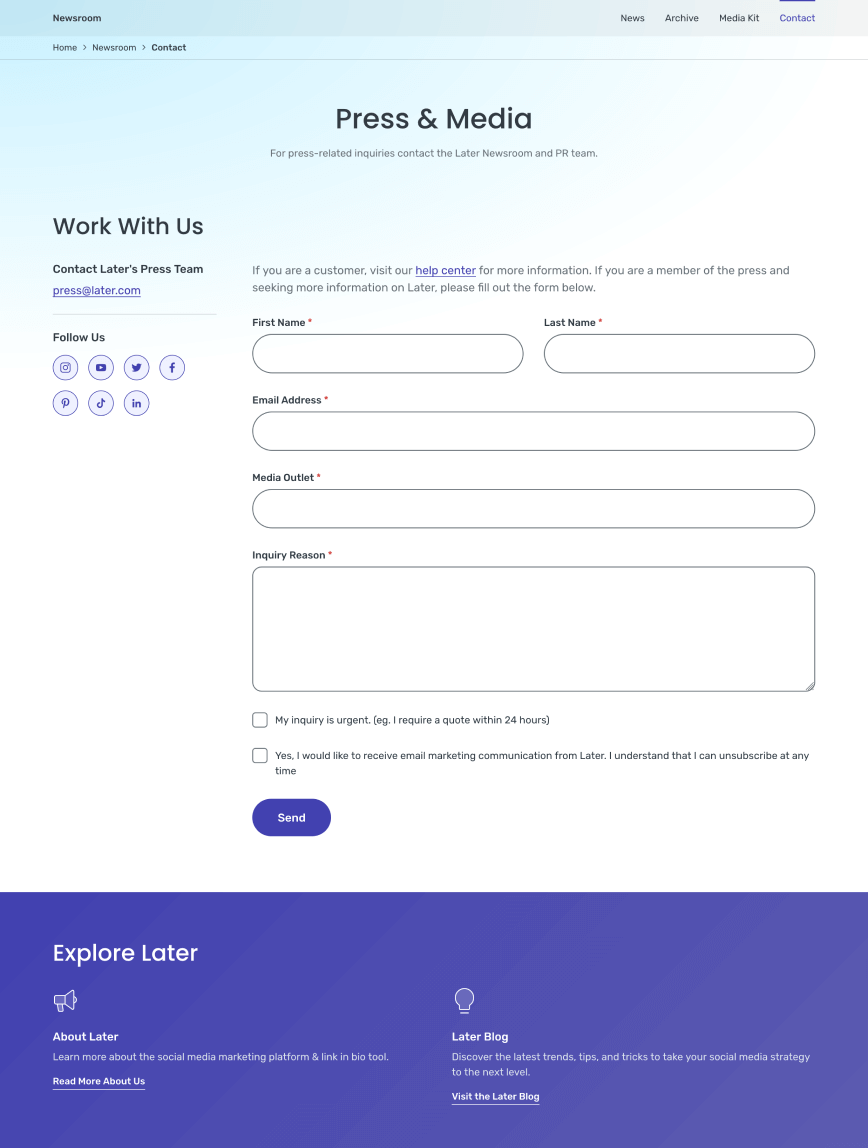 Newsroom
News
Archive
Media Kit
Contact
Home > Newsroom > Contact
Press & Media
For press-related inquiries contact the Later Newsroom and PR team.
Work With Us
Contact Later's Press Team
press@later.com
Follow Us
If you are a customer, visit our help center for more information. If you are a member of the press and
seeking more information on Later, please fill out the form below.
First Name *
Last Name *
Email Address *
Media Outlet *
Inquiry Reason *
My inquiry is urgent. (eg. I require a quote within 24 hours)
Yes, I would like to receive email marketing communication from Later. I understand that I can unsubscribe at any
time
Send
Explore Later
About Later
Learn more about the social media marketing platform & link in bio tool.
Read More About Us
Later Blog
Discover the latest trends, tips, and tricks to take your social media strategy
to the next level.
Visit the Later Blog